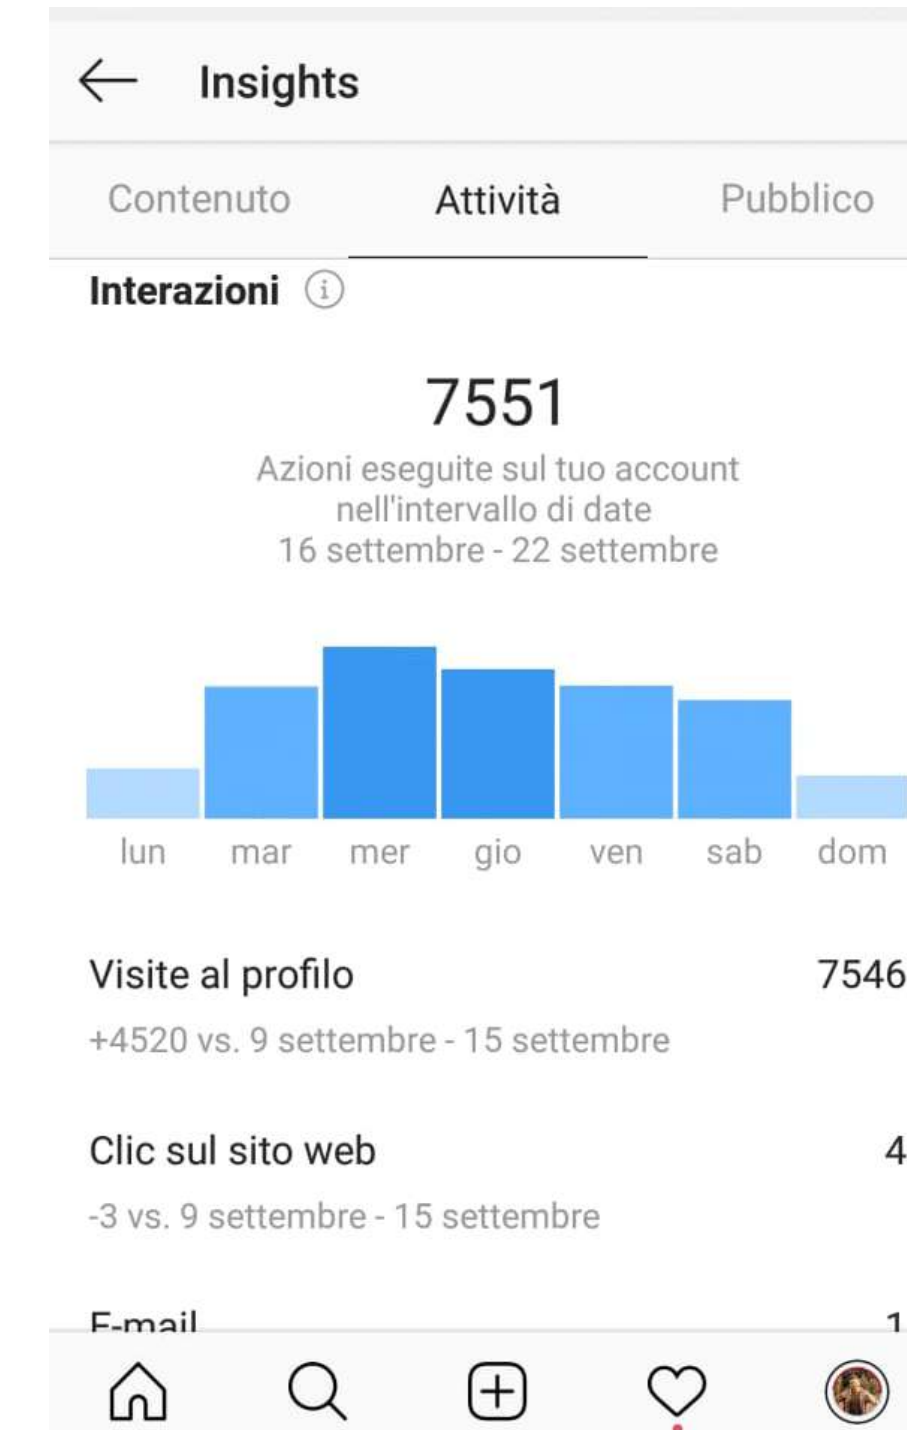 Insights
Contenuto Attività Pubblico
Interazioni
7551
Azioni eseguite sul tuo account
nell'intervallo di date
16 settembre - 22 settembre
lun mar mer gio ven sab dom
Visite al profilo 7546
+4520 vs. 9 settembre - 15 settembre
Clic sul sito web 4
-3 vs. 9 settembre - 15 settembre
E-mail 1